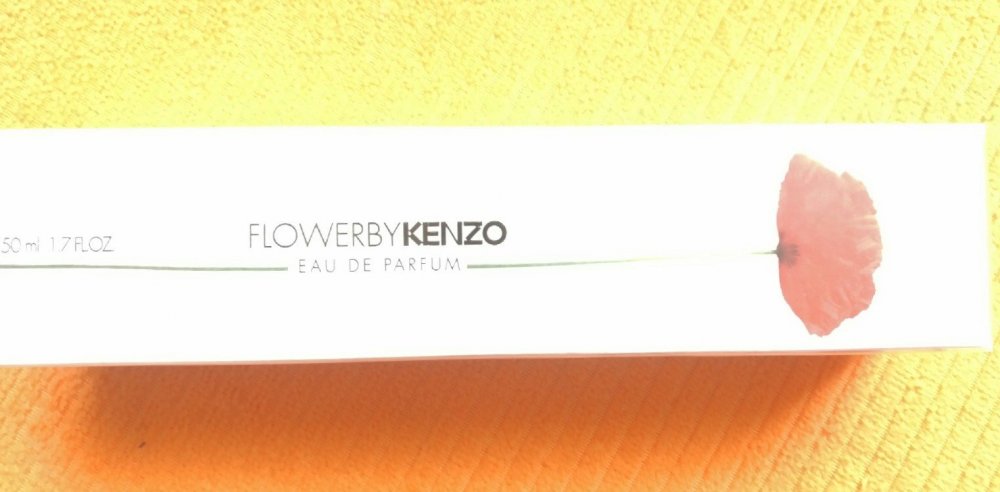 50 ml 1.7 FL.OZ.
FLOWERBYKENZO
EAU DE PARFUM